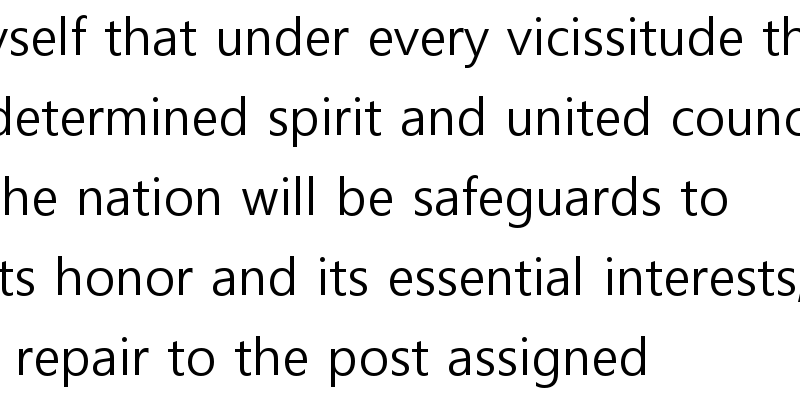 yself that under every vicissitude th
determined spirit and united counc
he nation will be safeguards to
ts honor and its essential interests,
repair to the post assigned